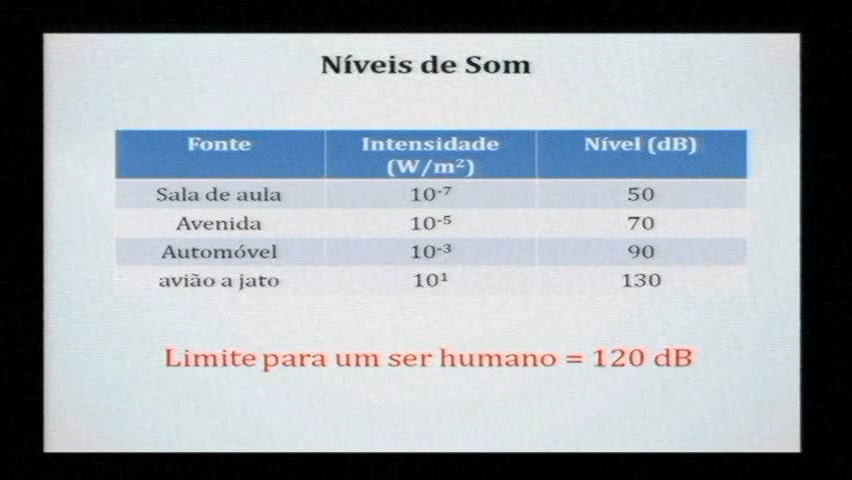 Níveis de Som
Fonte Intensidade (W/m²) Nível (dB)
Sala de aula 10⁻⁷ 50
Avenida 10⁻⁵ 70
Automóvel 10⁻³ 90
avião a jato 10¹ 130
Limite para um ser humano = 120 dB